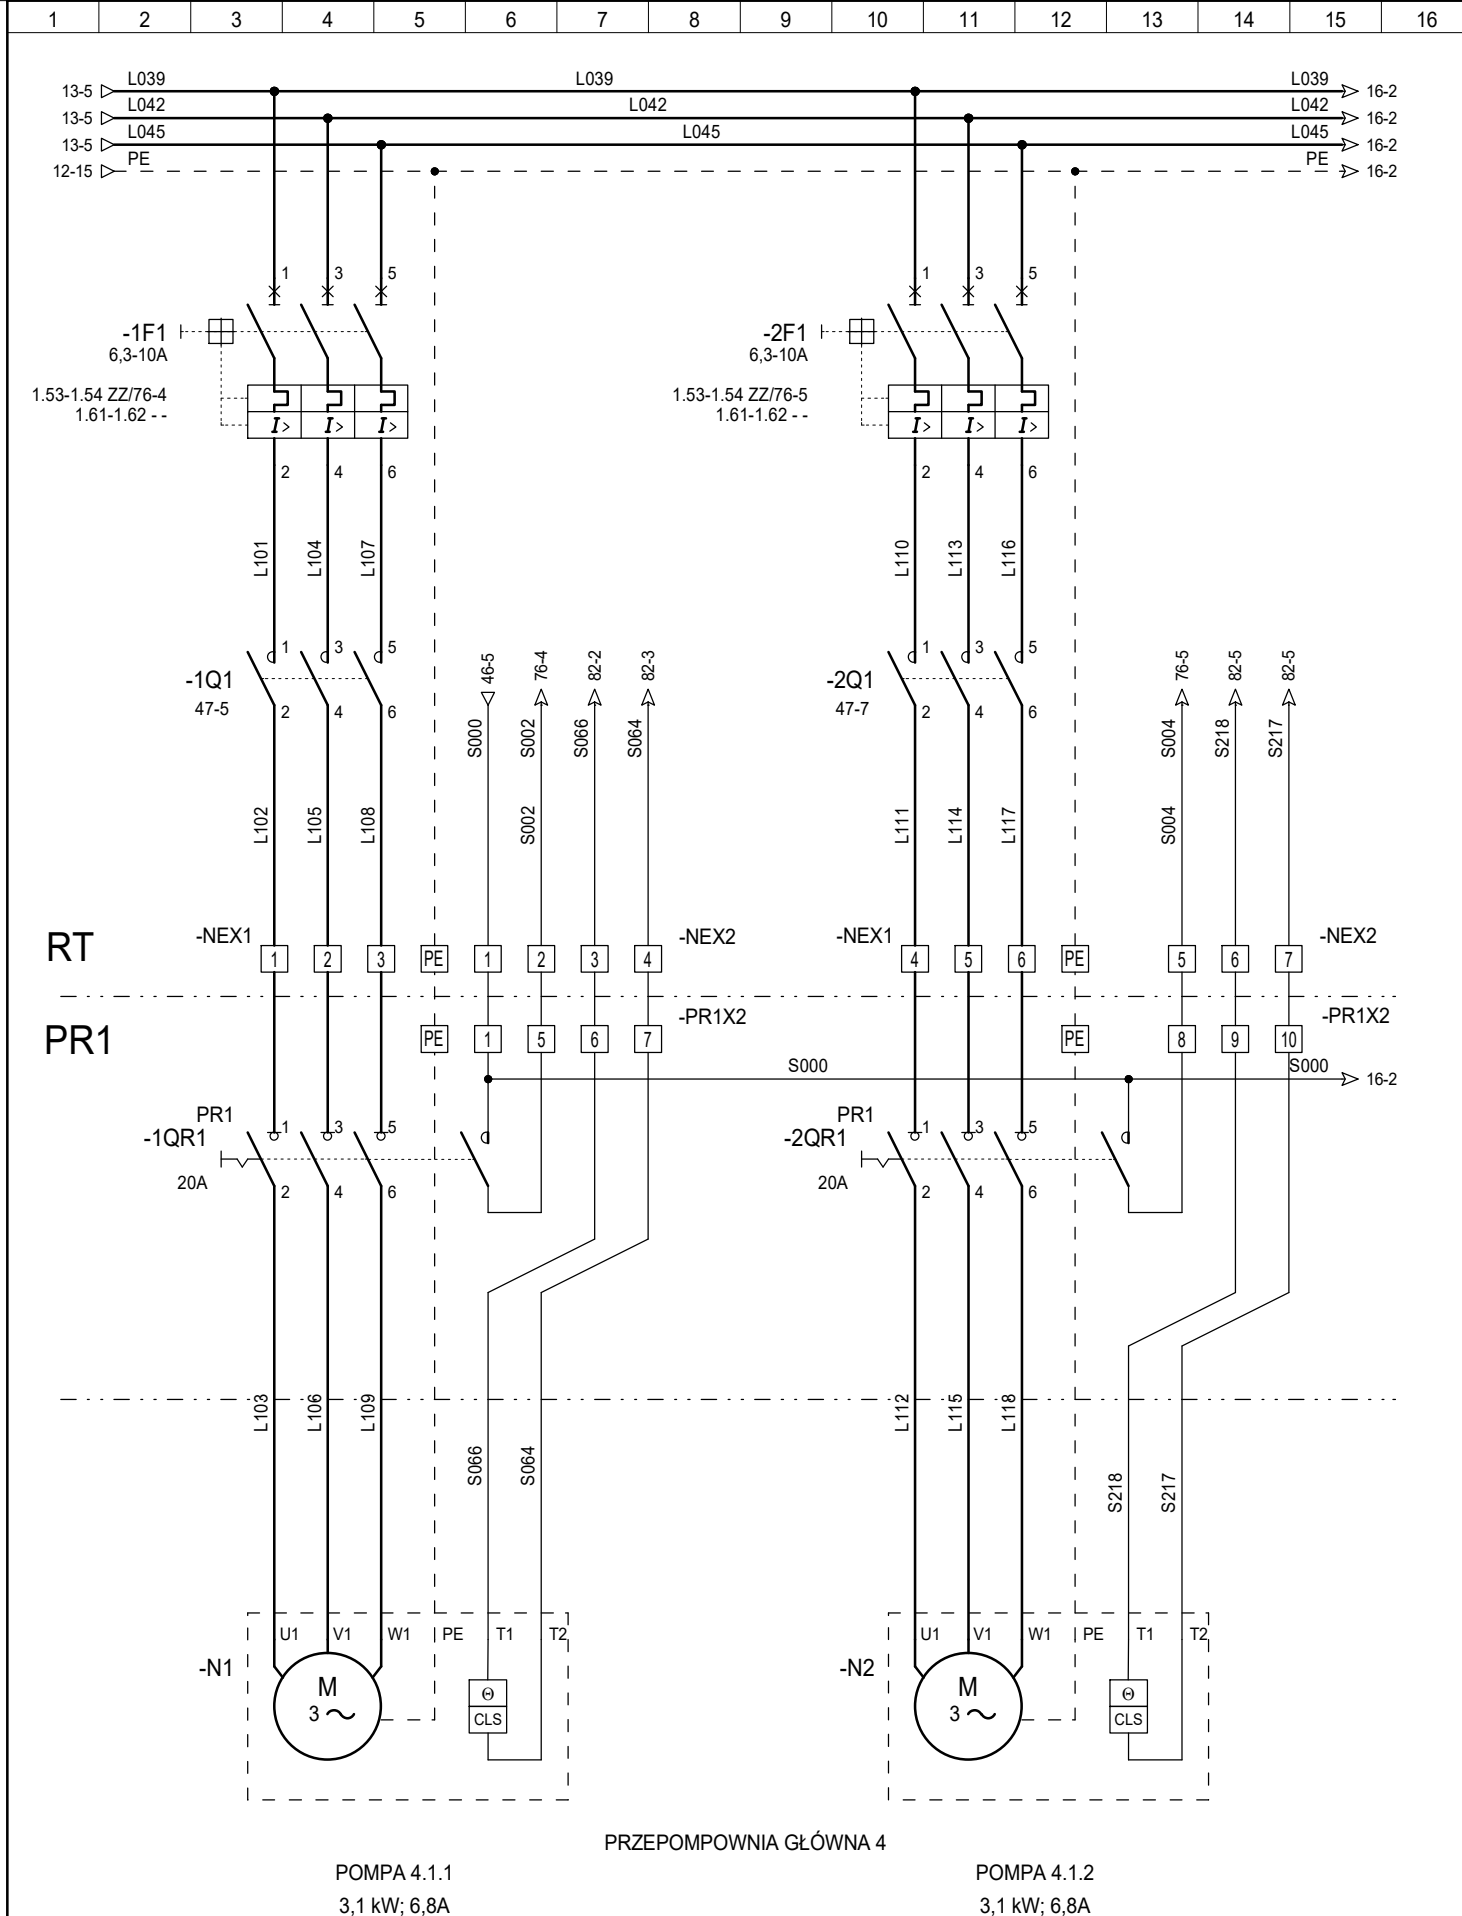 1 2 3 4 5 6 7 8 9 10 11 12 13 14 15 16
13-5 L039 L039 L039 16-2
13-5 L042 L042 L042 16-2
13-5 L045 L045 L045 16-2
12-15 PE PE 16-2
1 3 5 1 3 5
-1F1 -2F1
6,3-10A 6,3-10A
1.53-1.54 ZZ/76-4 1.53-1.54 ZZ/76-5
1.61-1.62 - - I> I> I> 1.61-1.62 - - I> I> I>
2 4 6 2 4 6
L101 L104 L107 L110 L113 L116
1 3 5 46-5 76-4 82-2 82-3 1 3 5 76-5 82-5 82-5
-1Q1 -2Q1
47-5 2 4 6 47-7 2 4 6
S000 S002 S066 S064 S004 S218 S217
L102 L105 L108 S002 L111 L114 L117 S004
RT -NEX1 -NEX2 -NEX1 -NEX2
1 2 3 PE 1 2 3 4 4 5 6 PE 5 6 7
PR1 -PR1X2 -PR1X2
PE 1 5 6 7 PE 8 9 10
S000 S000 16-2
PR1 1 3 5 PR1 1 3 5
-1QR1 -2QR1
20A 2 4 6 20A 2 4 6
L103 L106 L109 L112 L115 L118
S066 S064 S218 S217
U1 V1 W1 PE T1 T2 U1 V1 W1 PE T1 T2
-N1 M Θ -N2 M Θ
3 ~ CLS 3 ~ CLS
PRZEPOMPOWNIA GŁÓWNA 4
POMPA 4.1.1 POMPA 4.1.2
3,1 kW; 6,8A 3,1 kW; 6,8A